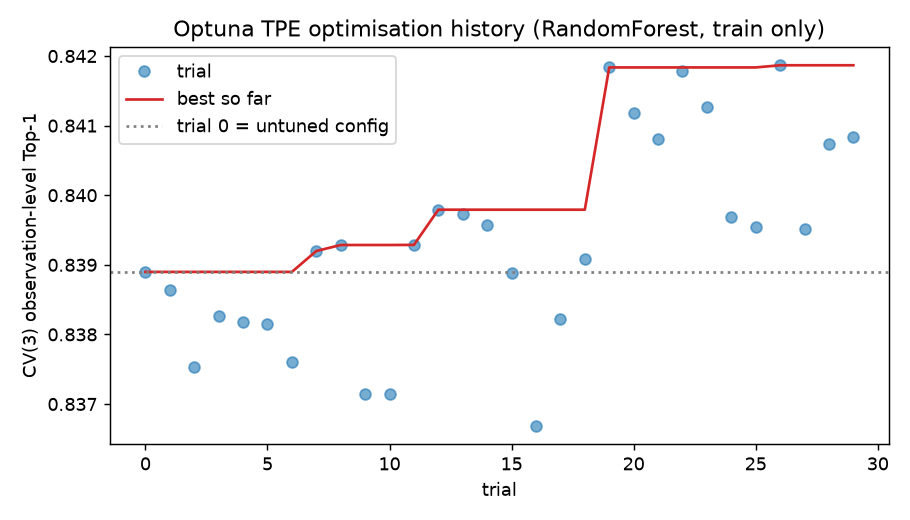 Optuna TPE optimisation history (RandomForest, train only)
CV(3) observation-level Top-1
0.842
0.841
0.840
0.839
0.838
0.837
trial
best so far
trial 0 = untuned config
0 5 10 15 20 25 30
trial